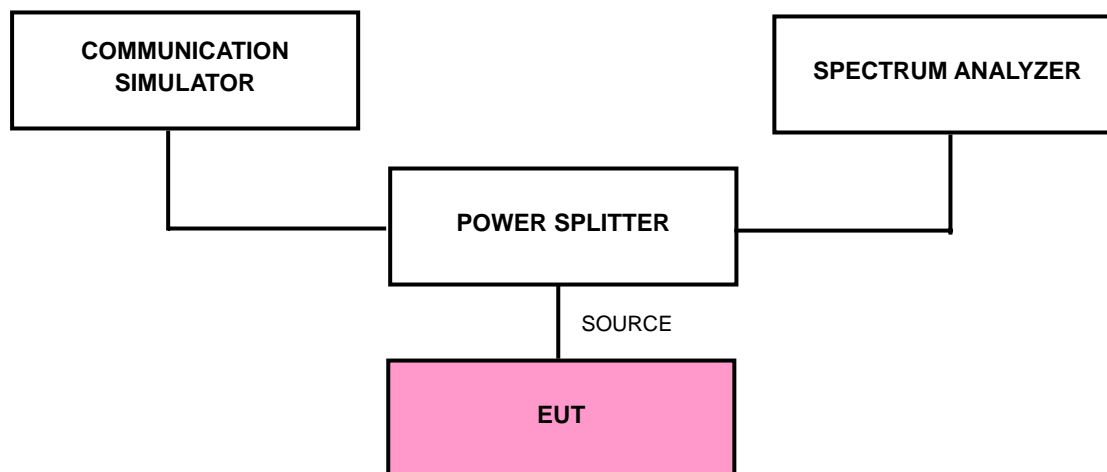 COMMUNICATION
SIMULATOR
SPECTRUM ANALYZER
POWER SPLITTER
SOURCE
EUT